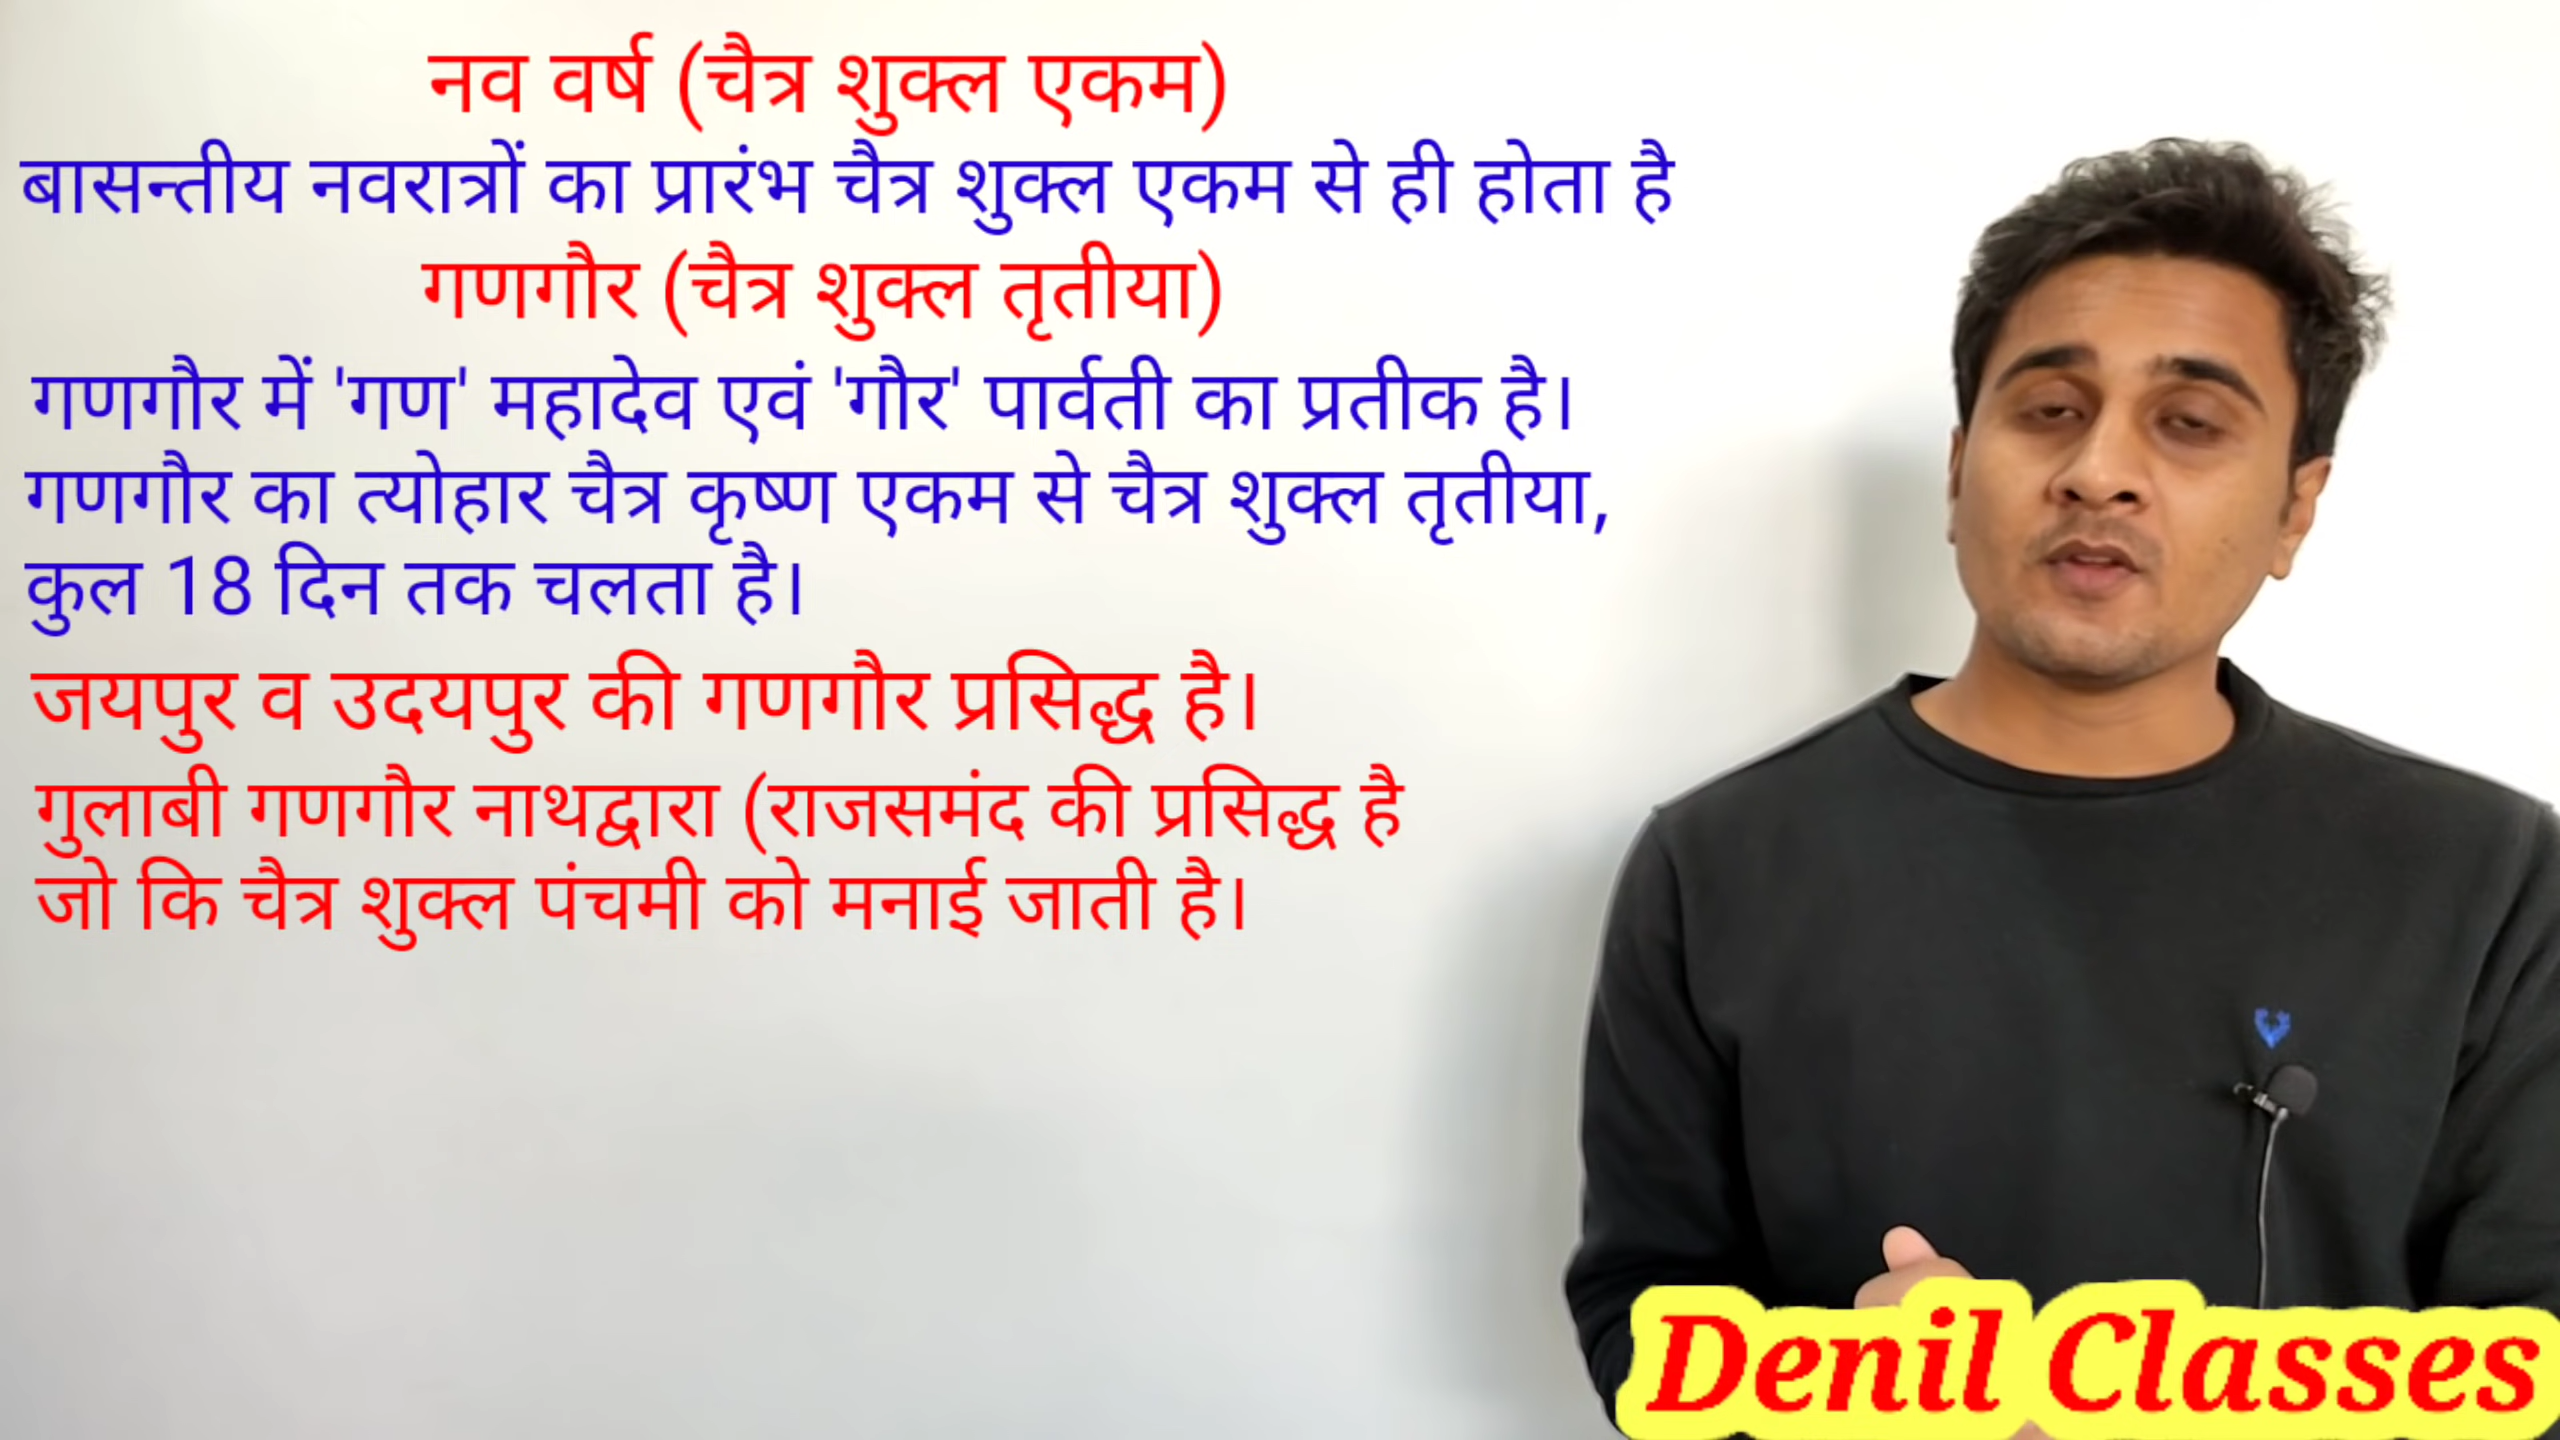 नव वर्ष (चैत्र शुक्ल एकम)
बासन्तीय नवरात्रों का प्रारंभ चैत्र शुक्ल एकम से ही होता है
गणगौर (चैत्र शुक्ल तृतीया)
गणगौर में 'गण' महादेव एवं 'गौर' पार्वती का प्रतीक है।
गणगौर का त्योहार चैत्र कृष्ण एकम से चैत्र शुक्ल तृतीया,
कुल 18 दिन तक चलता है।
जयपुर व उदयपुर की गणगौर प्रसिद्ध है।
गुलाबी गणगौर नाथद्वारा (राजसमंद की प्रसिद्ध है
जो कि चैत्र शुक्ल पंचमी को मनाई जाती है।
Denil Classes